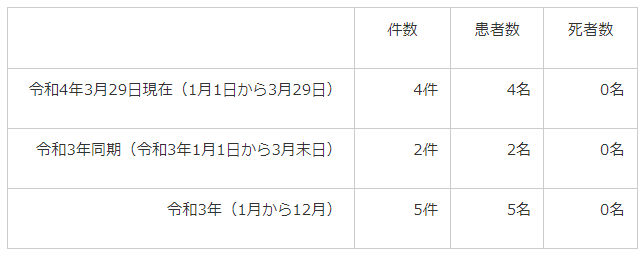 件数 患者数 死者数
令和4年3月29日現在（1月1日から3月29日） 4件 4名 0名
令和3年同期（令和3年1月1日から3月末日） 2件 2名 0名
令和3年（1月から12月） 5件 5名 0名